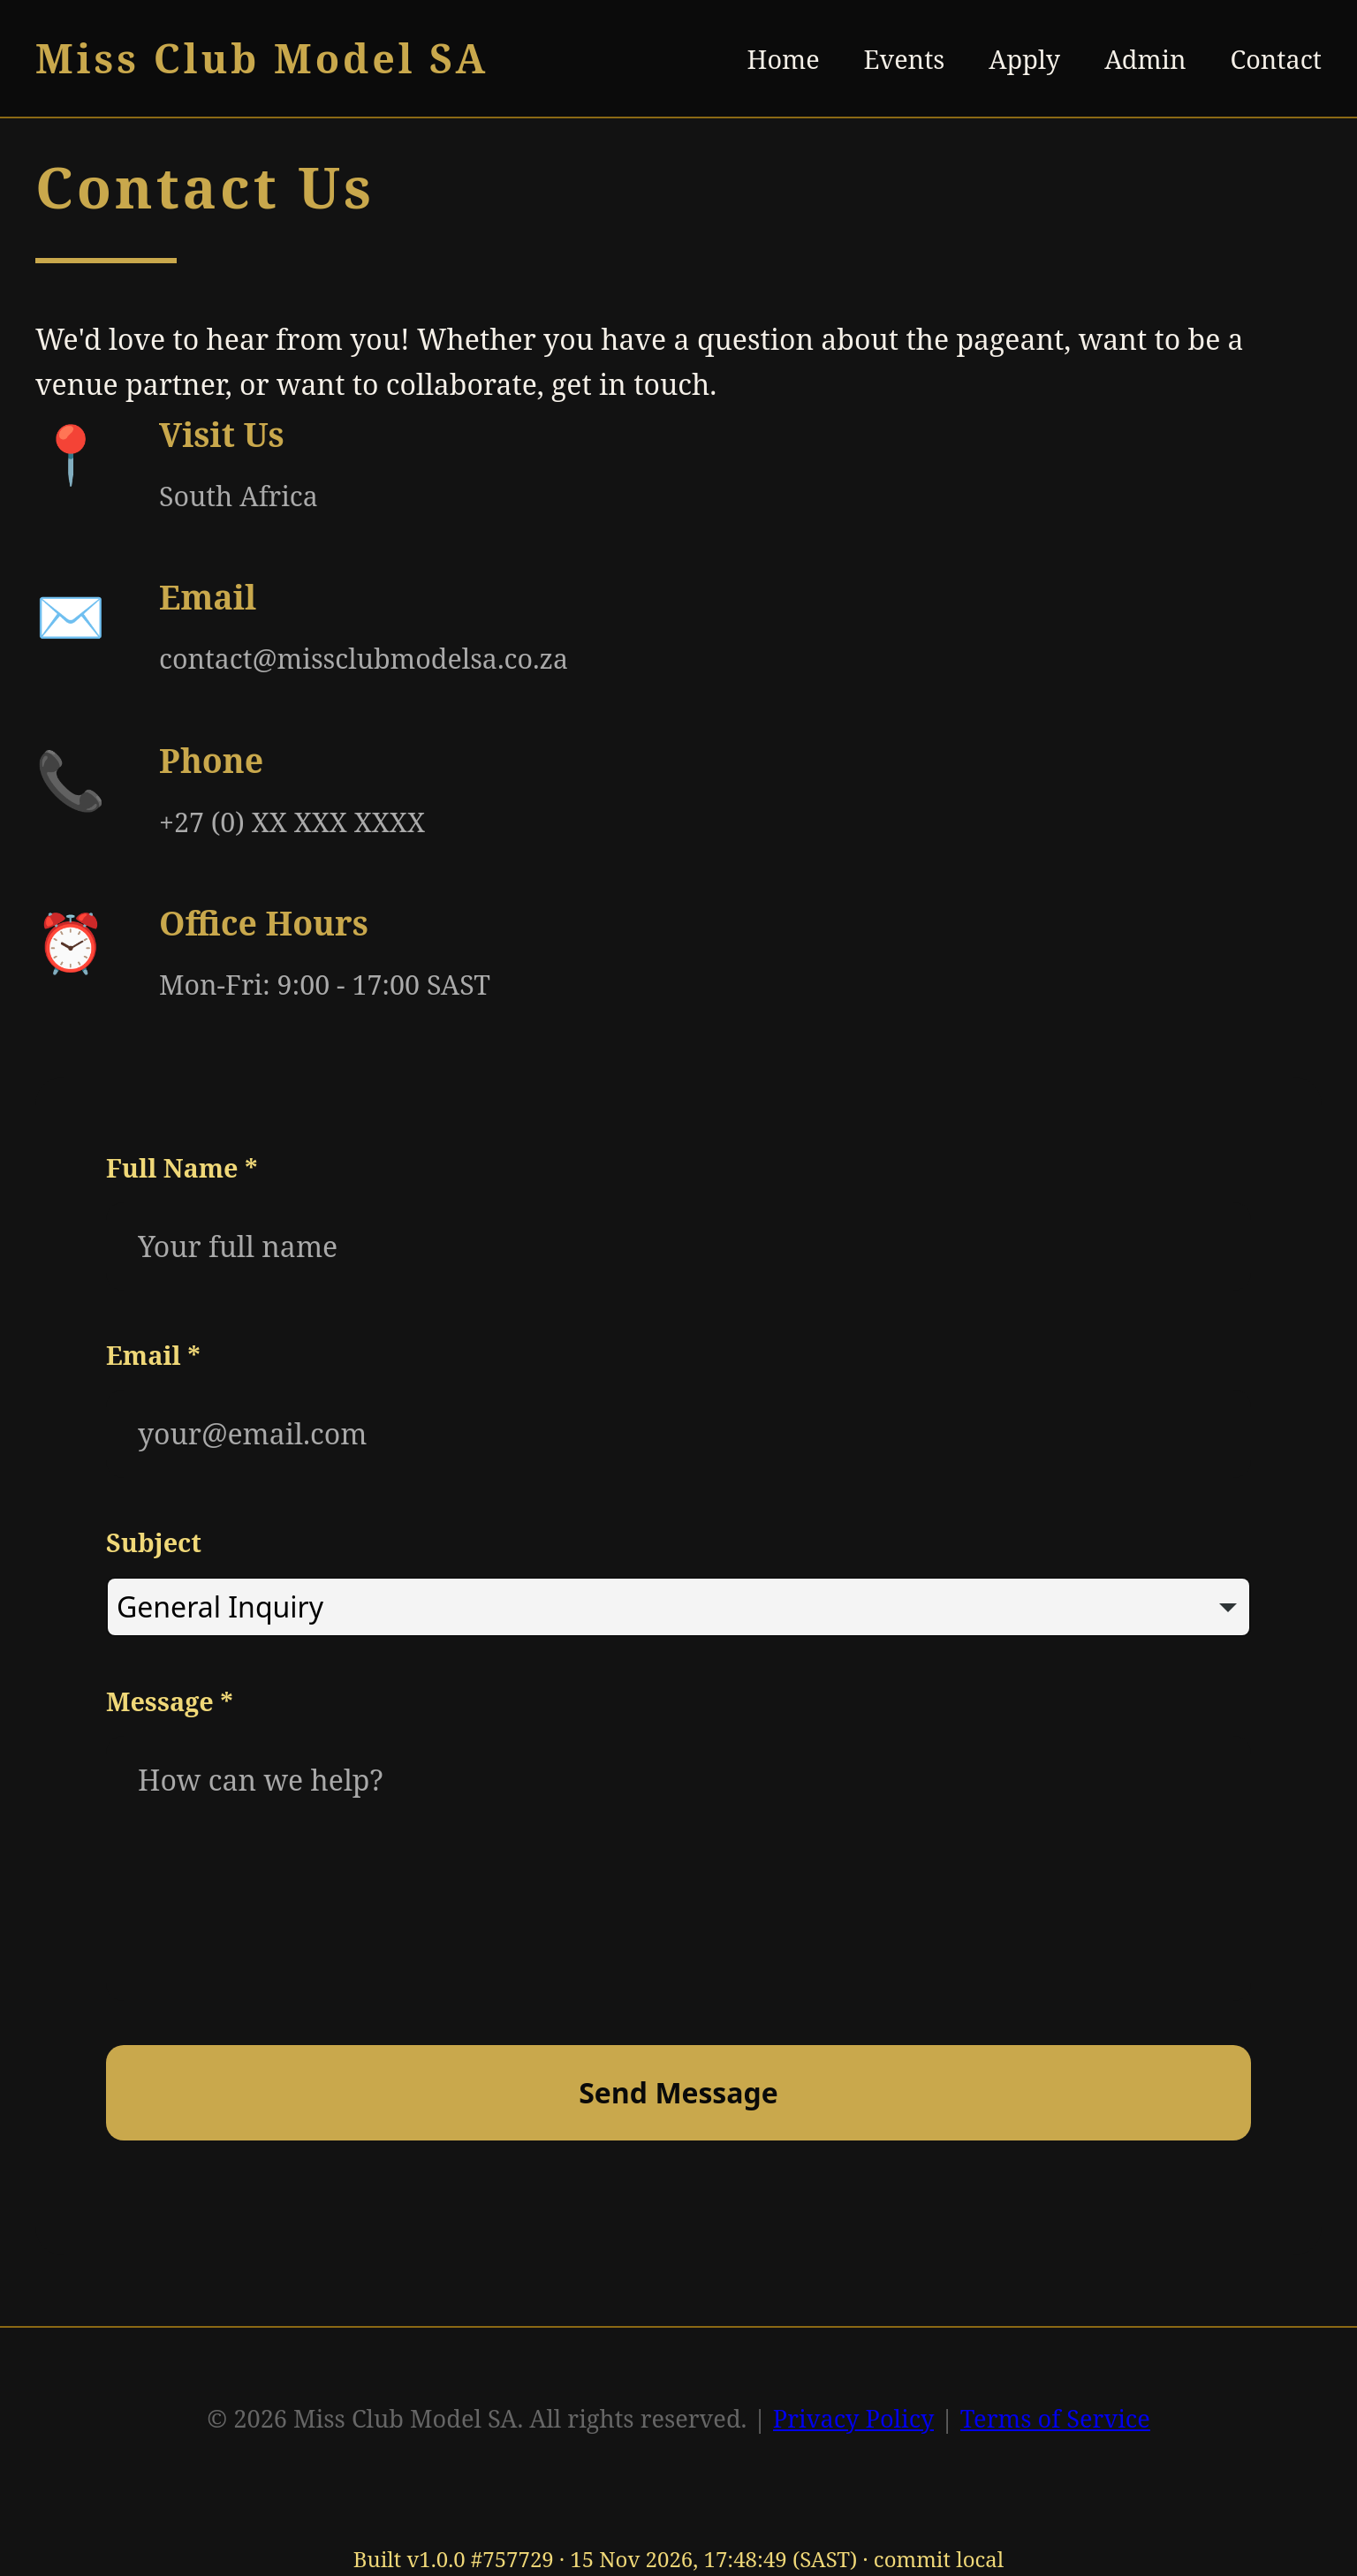 Miss Club Model SA
Home Events Apply Admin Contact
Contact Us
We'd love to hear from you! Whether you have a question about the pageant, want to be a
venue partner, or want to collaborate, get in touch.
Visit Us
South Africa
Email
contact@missclubmodelsa.co.za
Phone
+27 (0) XX XXX XXXX
Office Hours
Mon-Fri: 9:00 - 17:00 SAST
Full Name *
Your full name
Email *
your@email.com
Subject
General Inquiry
Message *
How can we help?
Send Message
© 2026 Miss Club Model SA. All rights reserved. | Privacy Policy | Terms of Service
Built v1.0.0 #757729 · 15 Nov 2026, 17:48:49 (SAST) · commit local